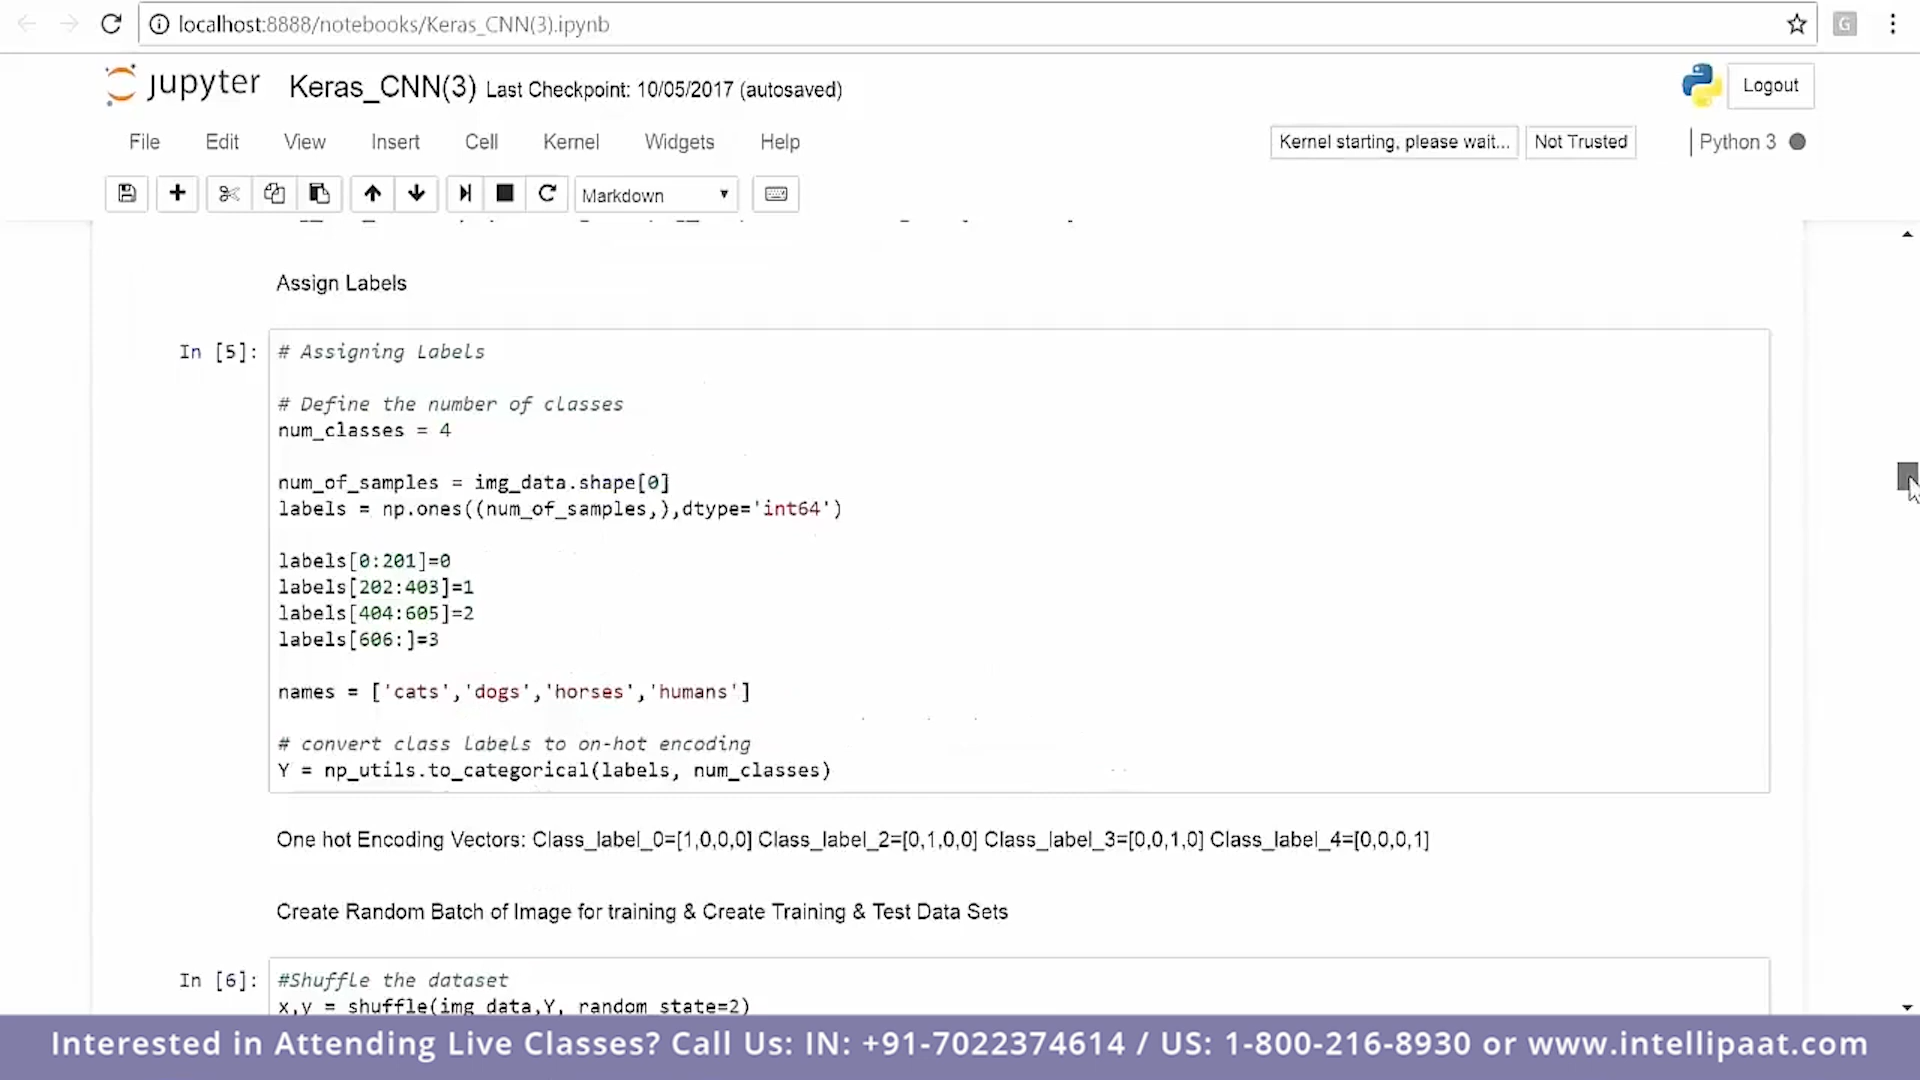 localhost:8888/notebooks/Keras_CNN(3).ipynb
G
jupyter Keras_CNN(3) Last Checkpoint: 10/05/2017 (autosaved)
Logout
File Edit View Insert Cell Kernel Widgets Help
Kernel starting, please wait... Not Trusted Python 3
Markdown
Assign Labels
In [5]: # Assigning Labels
# Define the number of classes
num_classes = 4
num_of_samples = img_data.shape[0]
labels = np.ones((num_of_samples,),dtype='int64')
labels[0:201]=0
labels[202:403]=1
labels[404:605]=2
labels[606:]=3
names = ['cats','dogs','horses','humans']
# convert class labels to on-hot encoding
Y = np_utils.to_categorical(labels, num_classes)
One hot Encoding Vectors: Class_label_0=[1,0,0,0] Class_label_2=[0,1,0,0] Class_label_3=[0,0,1,0] Class_label_4=[0,0,0,1]
Create Random Batch of Image for training & Create Training & Test Data Sets
In [6]: #Shuffle the dataset
x,y = shuffle(img_data,Y, random_state=2)
Interested in Attending Live Classes? Call Us: IN: +91-7022374614 / US: 1-800-216-8930 or www.intellipaat.com